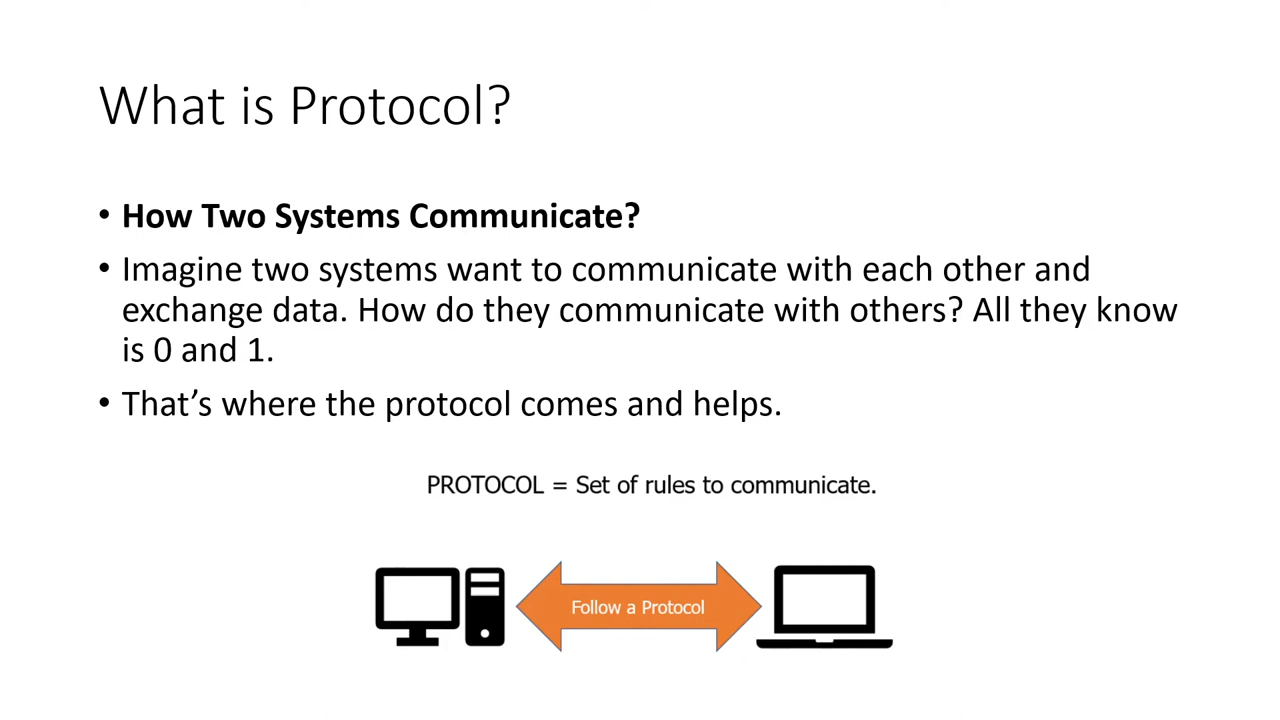 What is Protocol?
• How Two Systems Communicate?
• Imagine two systems want to communicate with each other and
exchange data. How do they communicate with others? All they know
is 0 and 1.
• That’s where the protocol comes and helps.
PROTOCOL = Set of rules to communicate.
Follow a Protocol